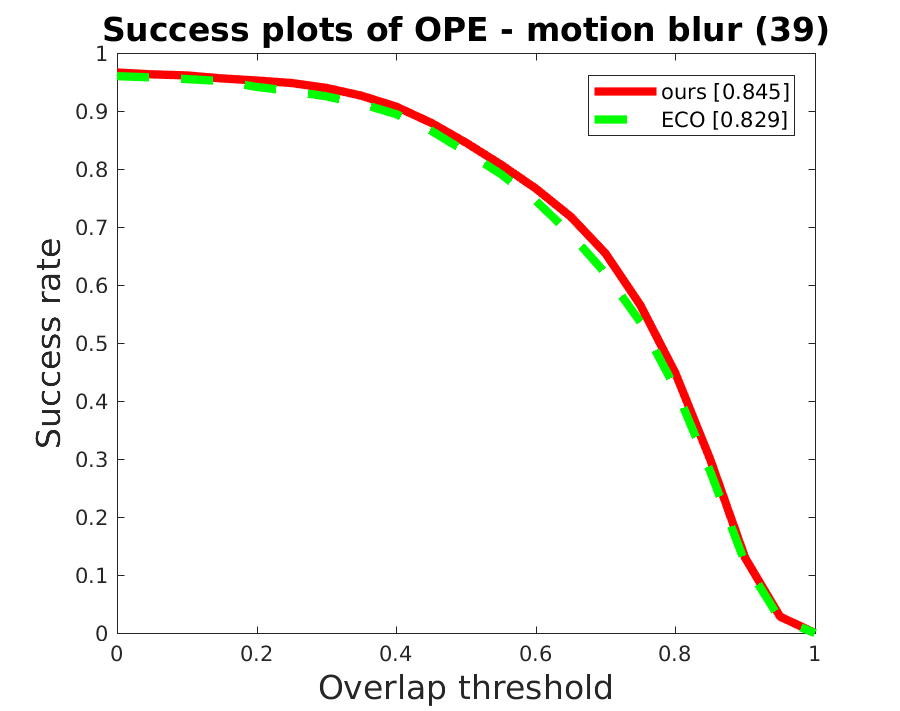 Success plots of OPE - motion blur (39)
1
0.9
0.8
0.7
0.6
0.5
0.4
0.3
0.2
0.1
0
Success rate
ours [0.845]
ECO [0.829]
0 0.2 0.4 0.6 0.8 1
Overlap threshold